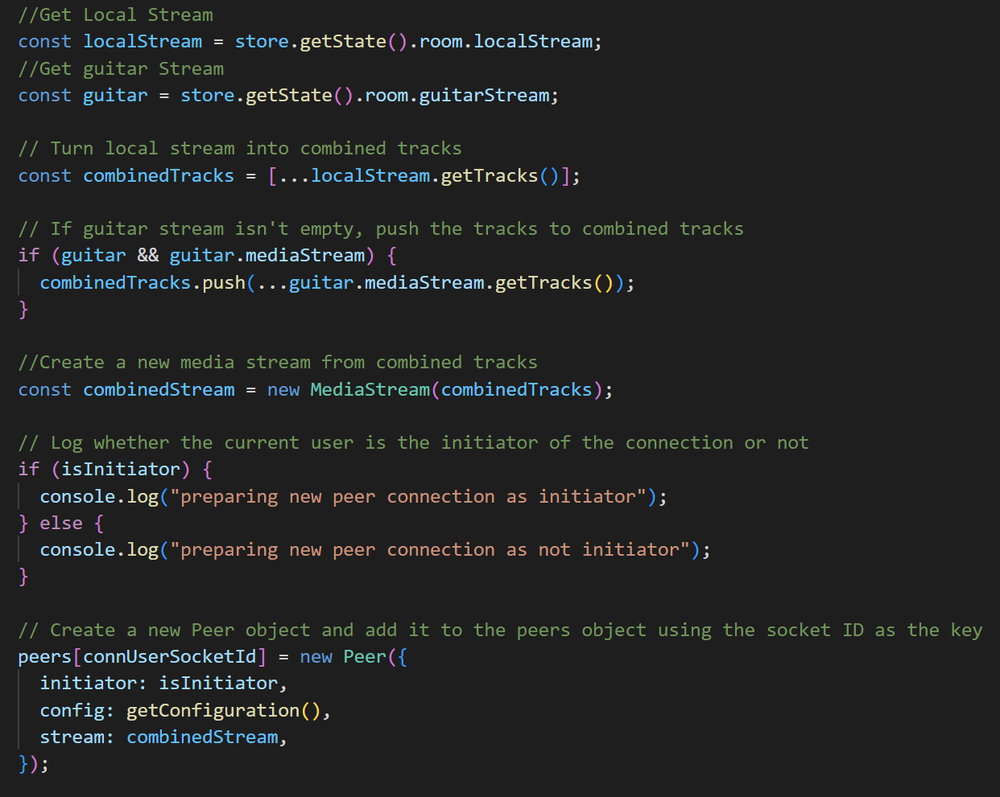 //Get Local Stream
const localStream = store.getState().room.localStream;
//Get guitar Stream
const guitar = store.getState().room.guitarStream;
// Turn local stream into combined tracks
const combinedTracks = [...localStream.getTracks()];
// If guitar stream isn't empty, push the tracks to combined tracks
if (guitar && guitar.mediaStream) {
  combinedTracks.push(...guitar.mediaStream.getTracks());
}
//Create a new media stream from combined tracks
const combinedStream = new MediaStream(combinedTracks);
// Log whether the current user is the initiator of the connection or not
if (isInitiator) {
  console.log("preparing new peer connection as initiator");
} else {
  console.log("preparing new peer connection as not initiator");
}
// Create a new Peer object and add it to the peers object using the socket ID as the key
peers[connUserSocketId] = new Peer({
  initiator: isInitiator,
  config: getConfiguration(),
  stream: combinedStream,
});